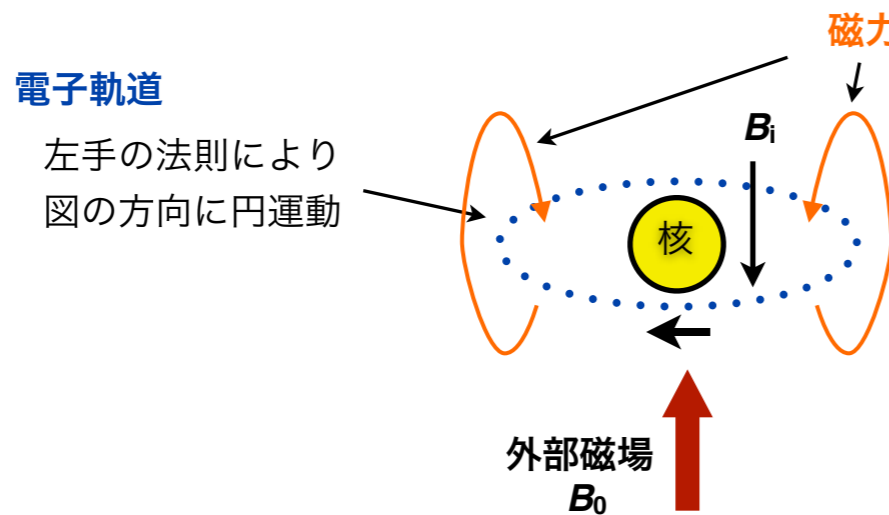 磁力
電子軌道
左手の法則により
図の方向に円運動
Bi
核
外部磁場
B0